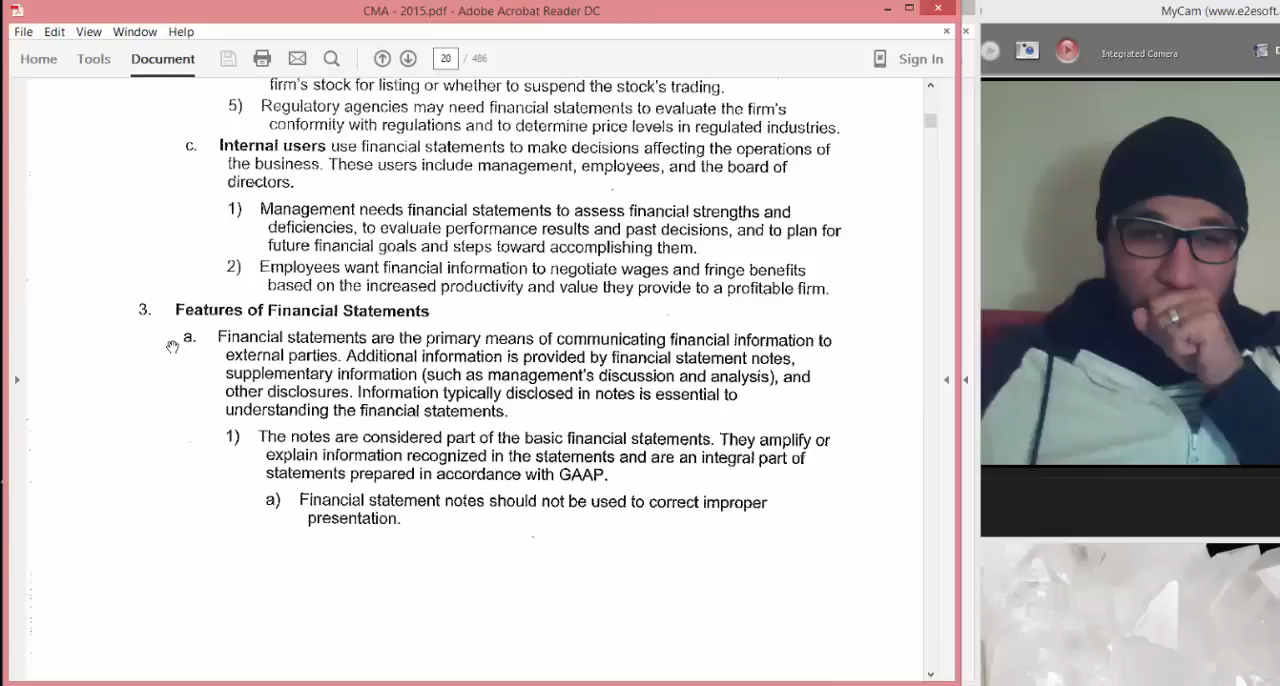 CMA - 2015.pdf - Adobe Acrobat Reader DC
MyCam (www.e2esoft.
File Edit View Window Help
Home Tools Document 20 / 486 Sign In
Integrated Camera
firm's stock for listing or whether to suspend the stock's trading.
5) Regulatory agencies may need financial statements to evaluate the firm's
conformity with regulations and to determine price levels in regulated industries.
c. Internal users use financial statements to make decisions affecting the operations of
the business. These users include management, employees, and the board of
directors.
1) Management needs financial statements to assess financial strengths and
deficiencies, to evaluate performance results and past decisions, and to plan for
future financial goals and steps toward accomplishing them.
2) Employees want financial information to negotiate wages and fringe benefits
based on the increased productivity and value they provide to a profitable firm.
3. Features of Financial Statements
a. Financial statements are the primary means of communicating financial information to
external parties. Additional information is provided by financial statement notes,
supplementary information (such as management's discussion and analysis), and
other disclosures. Information typically disclosed in notes is essential to
understanding the financial statements.
1) The notes are considered part of the basic financial statements. They amplify or
explain information recognized in the statements and are an integral part of
statements prepared in accordance with GAAP.
a) Financial statement notes should not be used to correct improper
presentation.